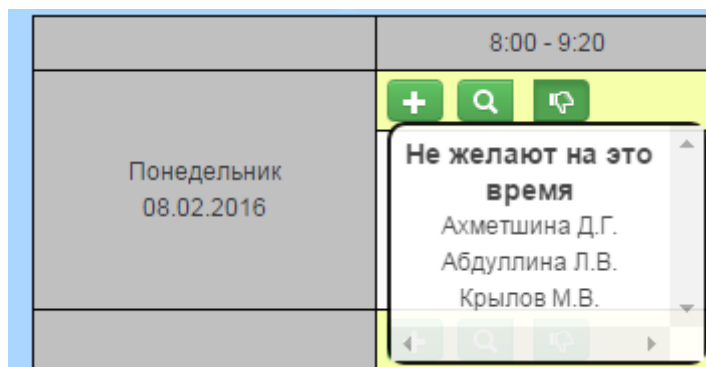 8:00 - 9:20
Понедельник
08.02.2016
Не желают на это
время
Ахметшина Д.Г.
Абдуллина Л.В.
Крылов М.В.